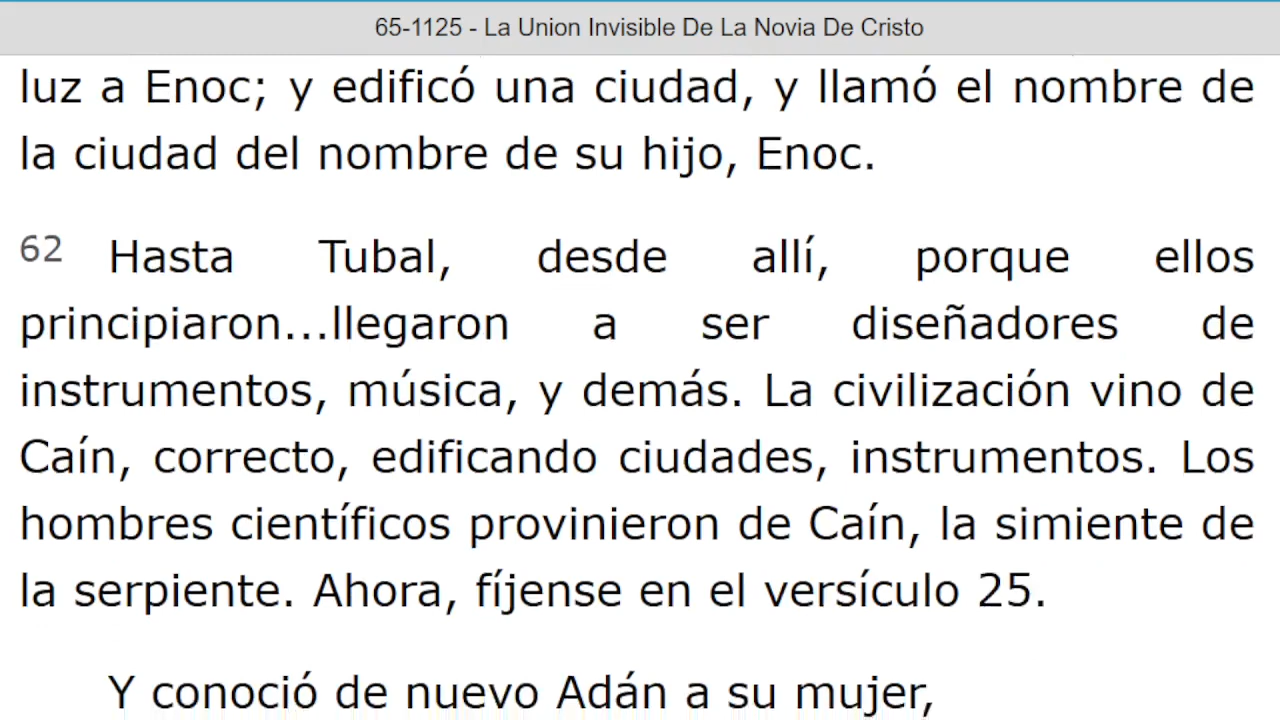 65-1125 - La Union Invisible De La Novia De Cristo
luz a Enoc; y edificó una ciudad, y llamó el nombre de
la ciudad del nombre de su hijo, Enoc.
62 Hasta Tubal, desde allí, porque ellos
principiaron...llegaron a ser diseñadores de
instrumentos, música, y demás. La civilización vino de
Caín, correcto, edificando ciudades, instrumentos. Los
hombres científicos provinieron de Caín, la simiente de
la serpiente. Ahora, fíjense en el versículo 25.
Y conoció de nuevo Adán a su mujer,